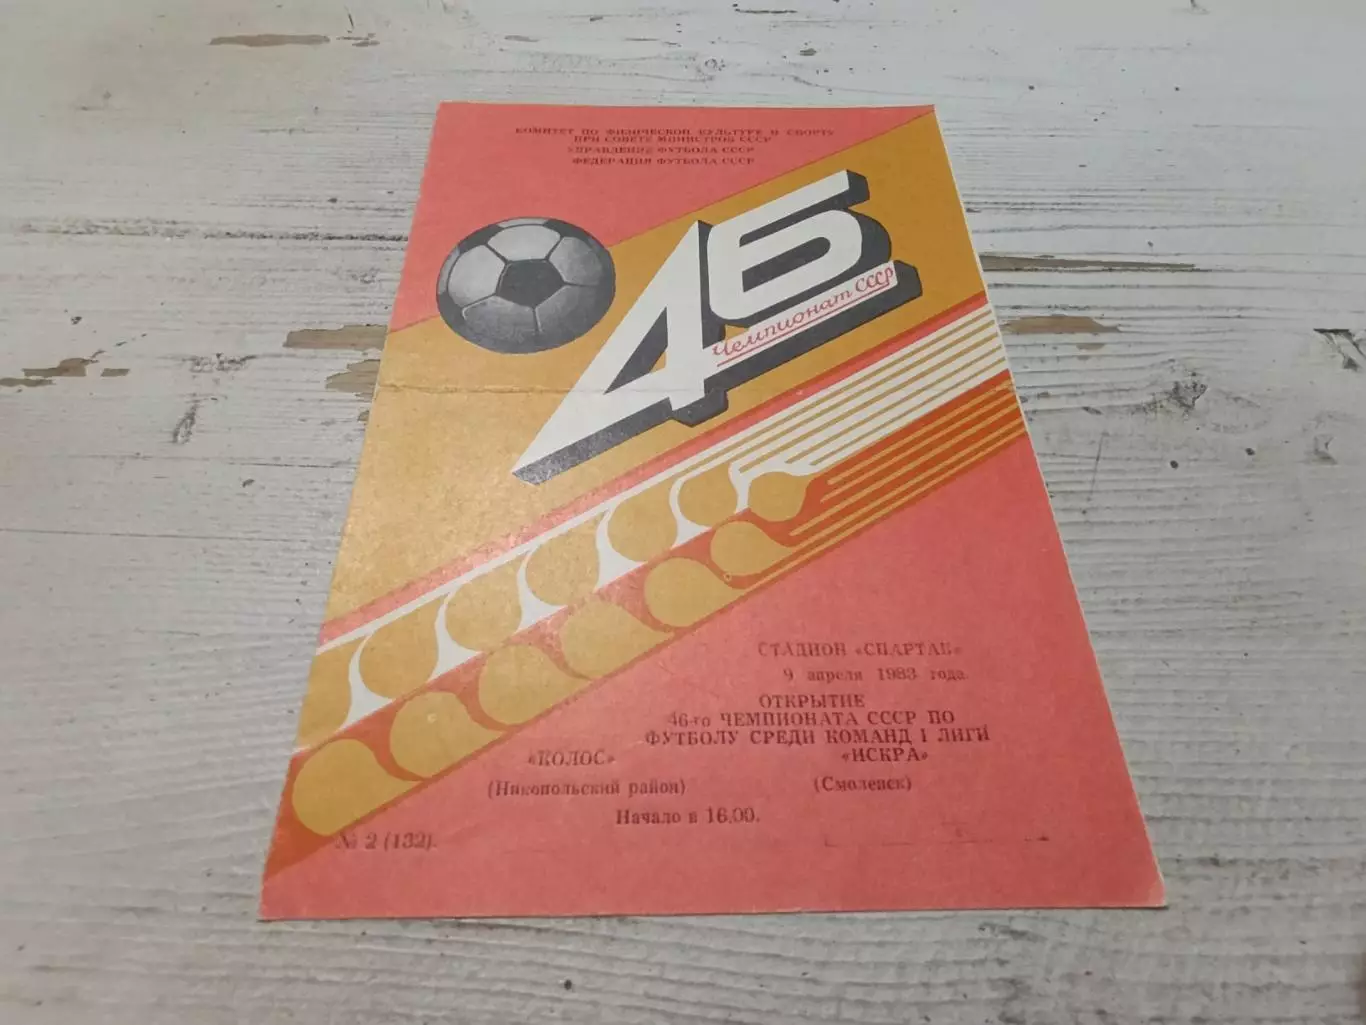 КОМИТЕТ ПО ФИЗИЧЕСКОЙ КУЛЬТУРЕ И СПОРТУ
ПРИ СОВЕТЕ МИНИСТРОВ СССР
УПРАВЛЕНИЕ ФУТБОЛА СССР
ФЕДЕРАЦИЯ ФУТБОЛА СССР
46
Чемпионат СССР
СТАДИОН «СПАРТАК»
9 апреля 1983 года.
ОТКРЫТИЕ
46-го ЧЕМПИОНАТА СССР ПО
ФУТБОЛУ СРЕДИ КОМАНД I ЛИГИ
«КОЛОС» «ИСКРА»
(Никопольский район) (Смоленск)
Начало в 16.00.
№ 2 (132).